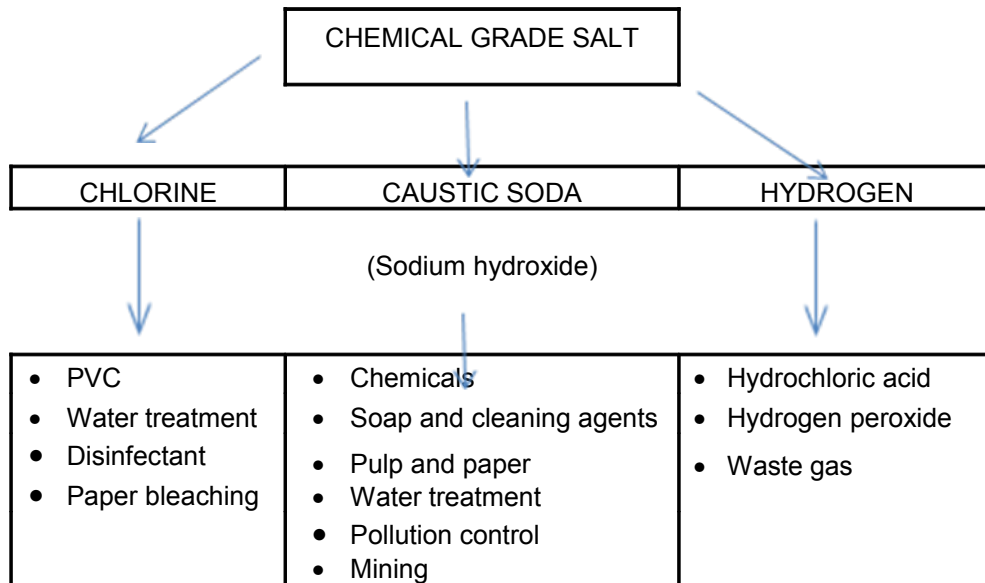 CHEMICAL GRADE SALT
CHLORINE
CAUSTIC SODA
HYDROGEN
(Sodium hydroxide)
• PVC
• Water treatment
• Disinfectant
• Paper bleaching
• Chemicals
• Soap and cleaning agents
• Pulp and paper
• Water treatment
• Pollution control
• Mining
• Hydrochloric acid
• Hydrogen peroxide
• Waste gas